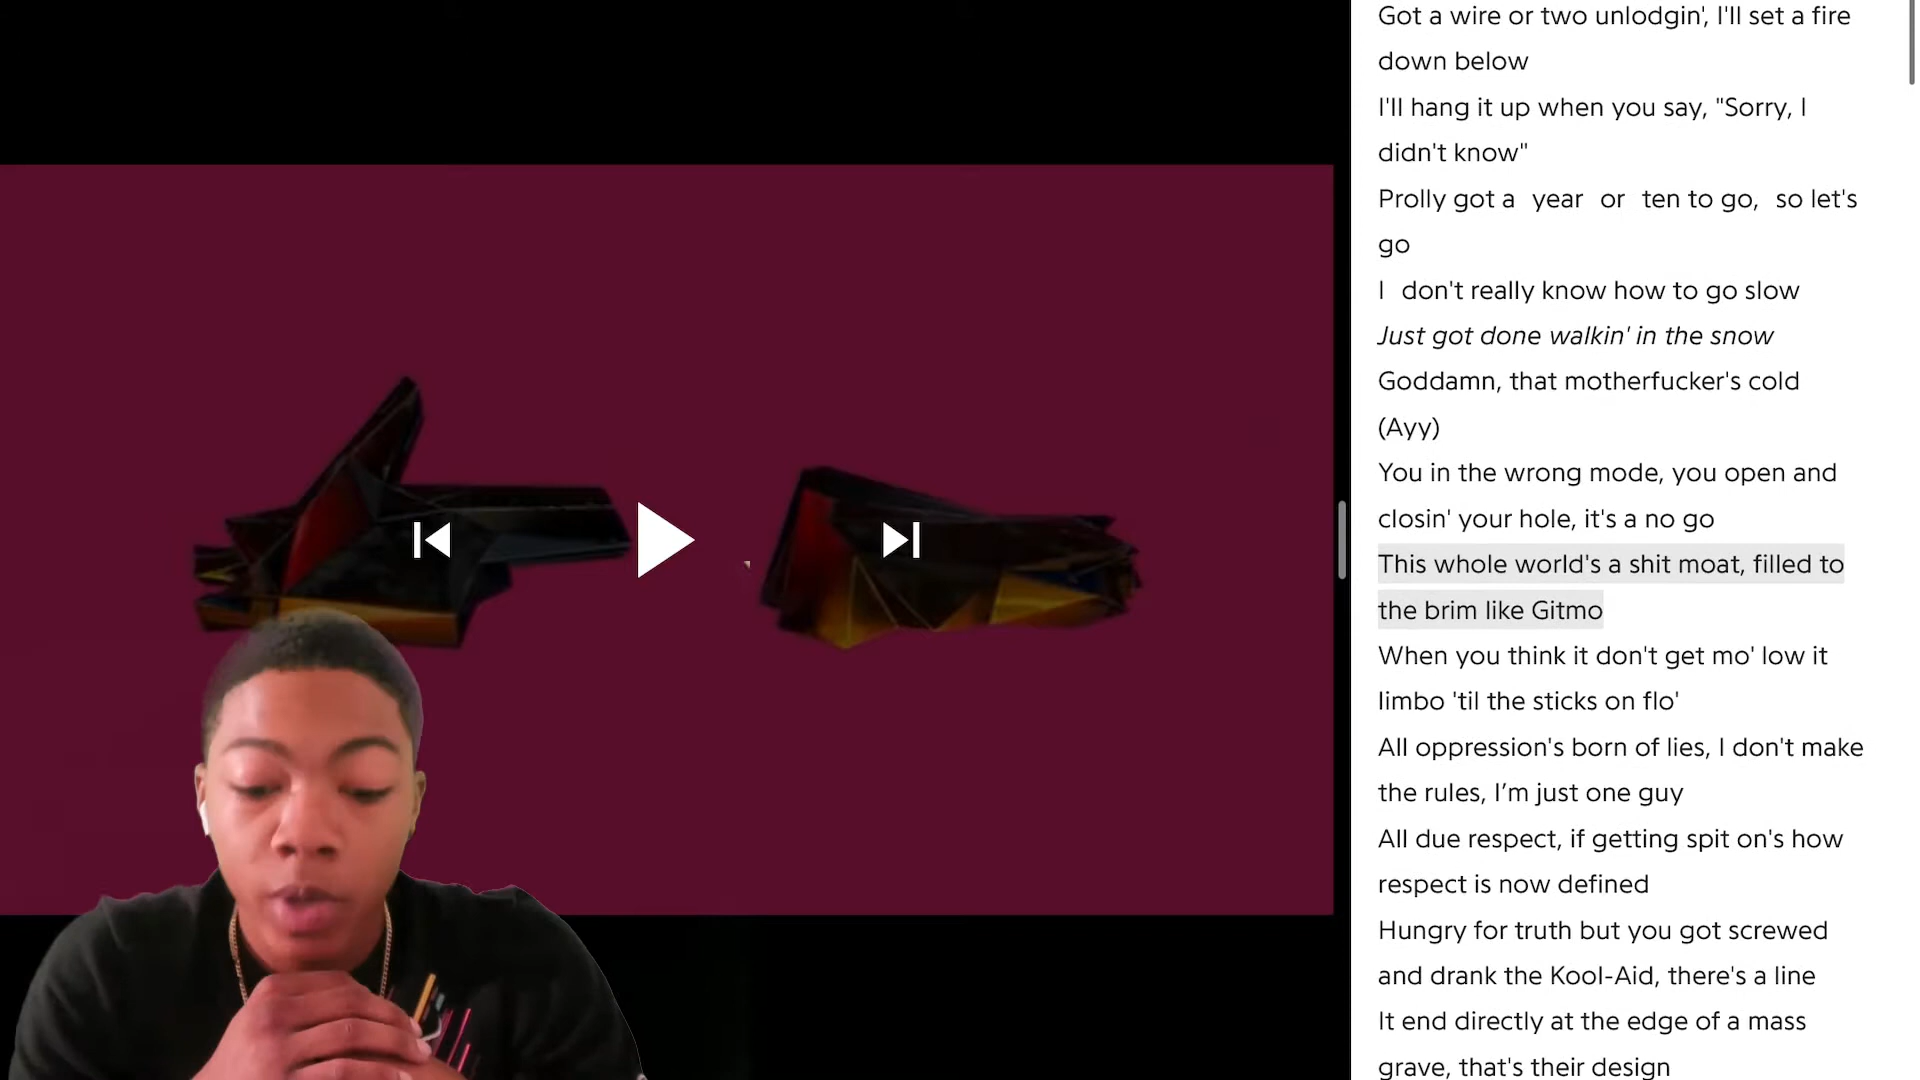 Got a wire or two unlodgin', I'll set a fire
down below
I'll hang it up when you say, "Sorry, I
didn't know"
Prolly got a year or ten to go, so let's
go
I don't really know how to go slow
Just got done walkin' in the snow
Goddamn, that motherfucker's cold
(Ayy)
You in the wrong mode, you open and
closin' your hole, it's a no go
This whole world's a shit moat, filled to
the brim like Gitmo
When you think it don't get mo' low it
limbo 'til the sticks on flo'
All oppression's born of lies, I don't make
the rules, I’m just one guy
All due respect, if getting spit on's how
respect is now defined
Hungry for truth but you got screwed
and drank the Kool-Aid, there's a line
It end directly at the edge of a mass
grave, that's their design